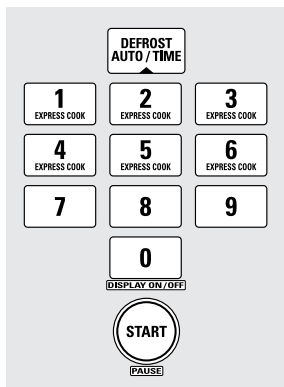 DEFROST
AUTO/TIME
1 2 3
EXPRESS COOK EXPRESS COOK EXPRESS COOK
4 5 6
EXPRESS COOK EXPRESS COOK EXPRESS COOK
7 8 9
0
DISPLAY ON/OFF
START
PAUSE